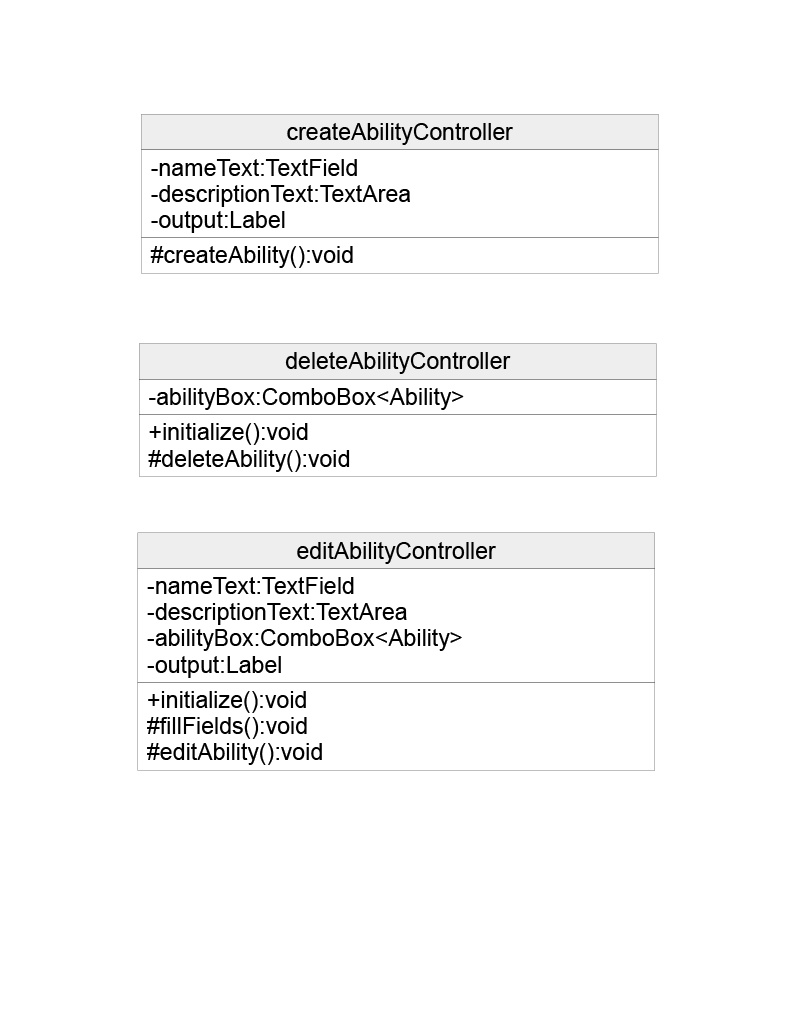 createAbilityController
-nameText:TextField
-descriptionText:TextArea
-output:Label
#createAbility():void
deleteAbilityController
-abilityBox:ComboBox<Ability>
+initialize():void
#deleteAbility():void
editAbilityController
-nameText:TextField
-descriptionText:TextArea
-abilityBox:ComboBox<Ability>
-output:Label
+initialize():void
#fillFields():void
#editAbility():void